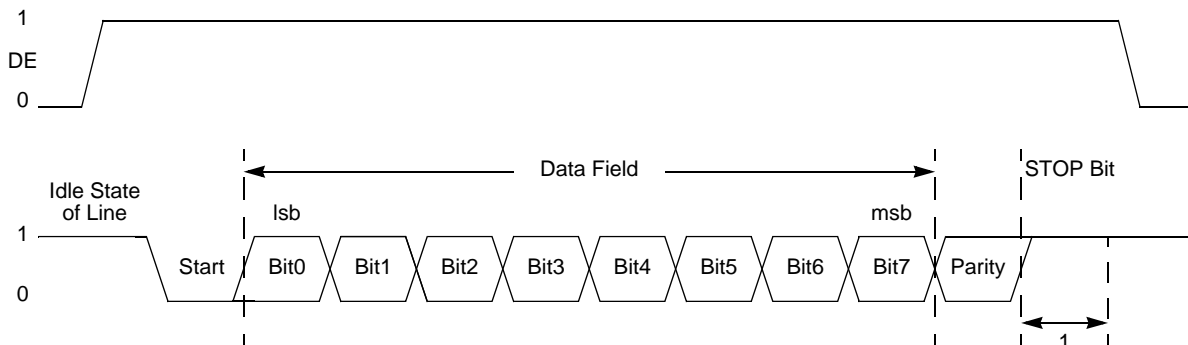 1
DE
0
Data Field
STOP Bit
Idle State
of Line
lsb
msb
1
Start
Bit0
Bit1
Bit2
Bit3
Bit4
Bit5
Bit6
Bit7
Parity
0
1